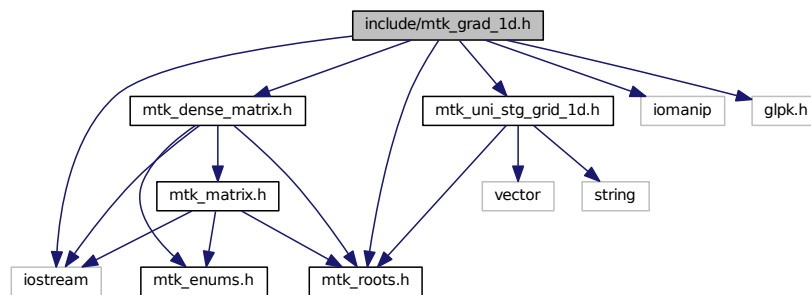 include/mtk_grad_1d.h
mtk_dense_matrix.h
mtk_uni_stg_grid_1d.h
iomanip
glpk.h
mtk_matrix.h
vector
string
iostream
mtk_enums.h
mtk_roots.h